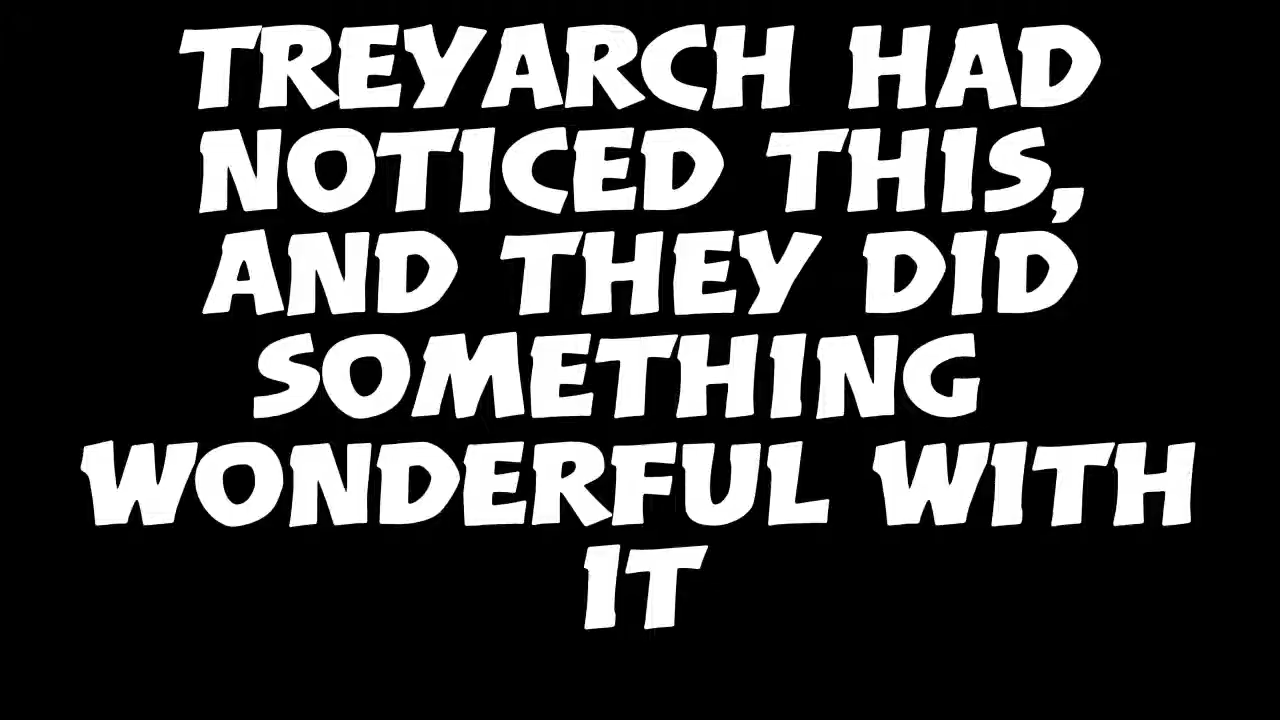 TREYARCH HAD
NOTICED THIS,
AND THEY DID
SOMETHING
WONDERFUL WITH
IT